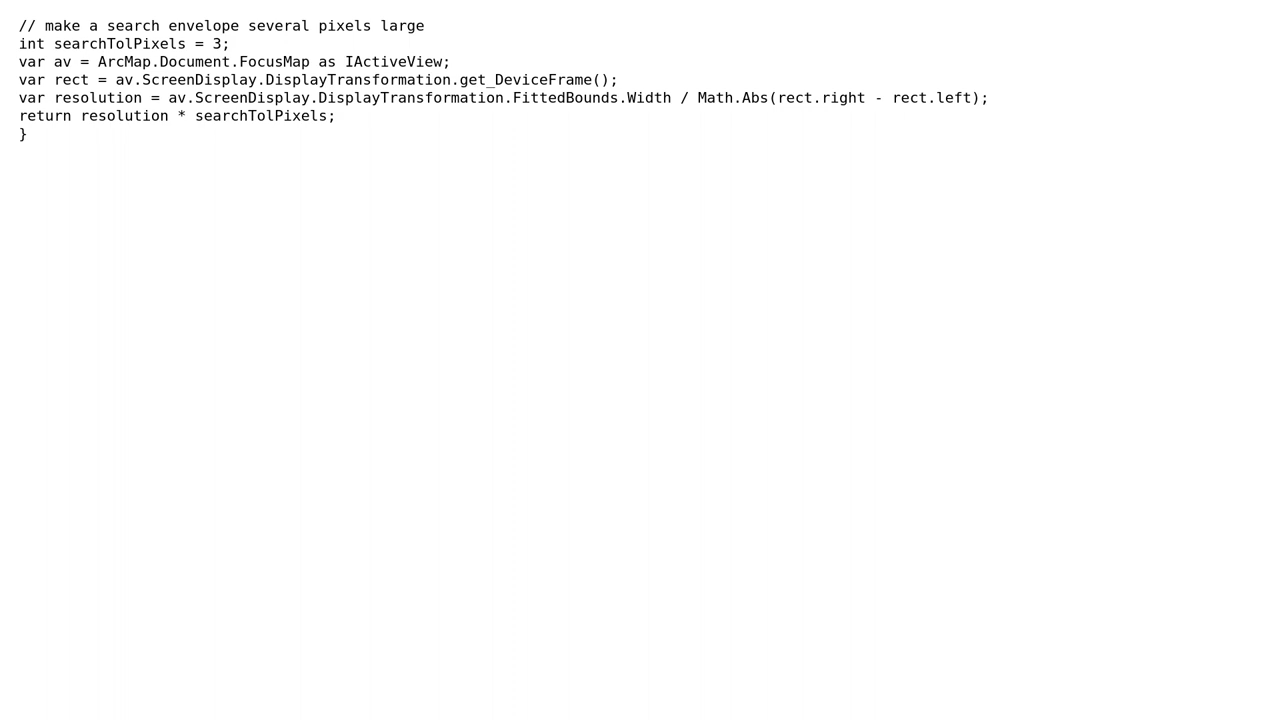 // make a search envelope several pixels large
int searchTolPixels = 3;
var av = ArcMap.Document.FocusMap as IActiveView;
var rect = av.ScreenDisplay.DisplayTransformation.get_DeviceFrame();
var resolution = av.ScreenDisplay.DisplayTransformation.FittedBounds.Width / Math.Abs(rect.right - rect.left);
return resolution * searchTolPixels;
}